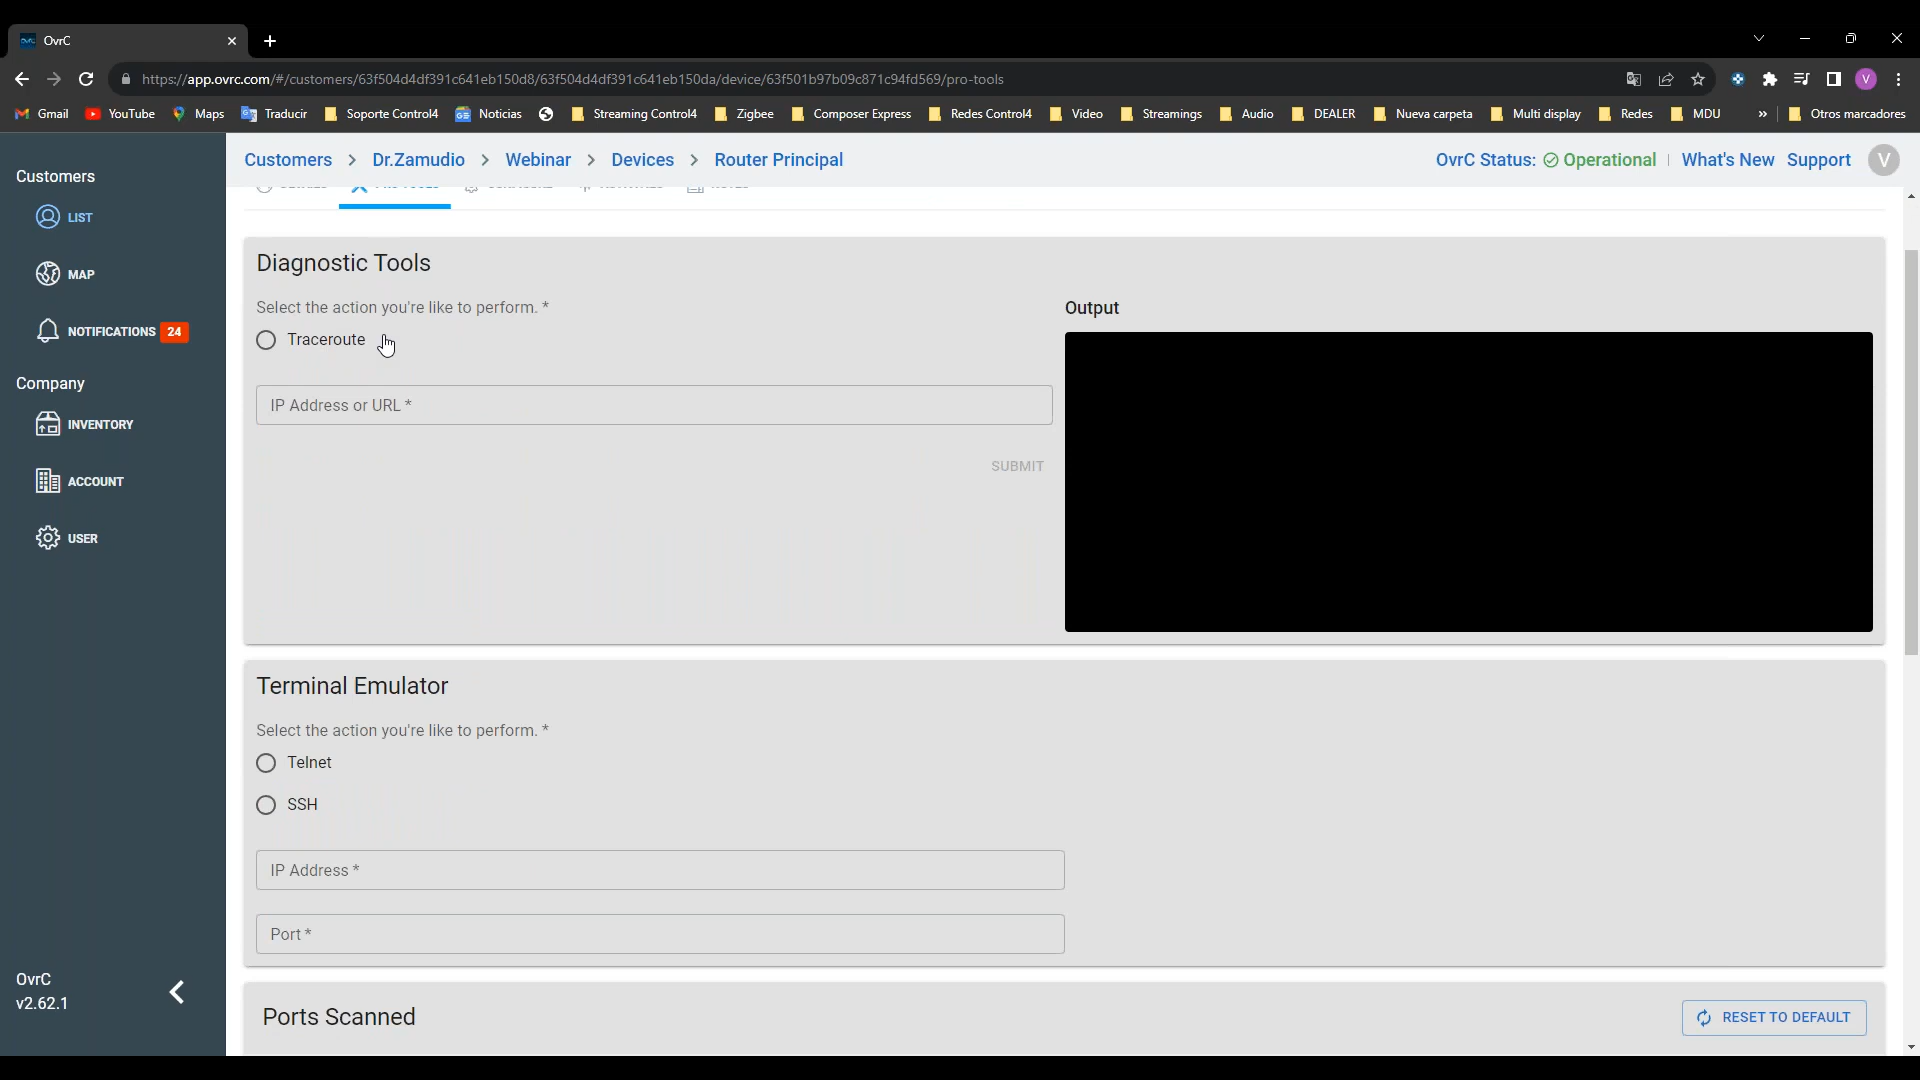 OvrC
https://app.ovrc.com/#/customers/63f504d4df391c641eb150d8/63f504d4df391c641eb150da/device/63f501b97b09c871c94fd569/pro-tools
V
Gmail YouTube Maps Traducir Soporte Control4 Noticias Streaming Control4 Zigbee Composer Express Redes Control4 Video Streamings Audio DEALER Nueva carpeta Multi display Redes MDU » Otros marcadores
Customers > Dr.Zamudio > Webinar > Devices > Router Principal
OvrC Status: Operational | What's New Support V
Customers
LIST
MAP
NOTIFICATIONS 24
Company
INVENTORY
ACCOUNT
USER
OvrC
v2.62.1
Diagnostic Tools
Select the action you're like to perform. *
Traceroute
IP Address or URL *
SUBMIT
Output
Terminal Emulator
Select the action you're like to perform. *
Telnet
SSH
IP Address *
Port *
Ports Scanned
RESET TO DEFAULT